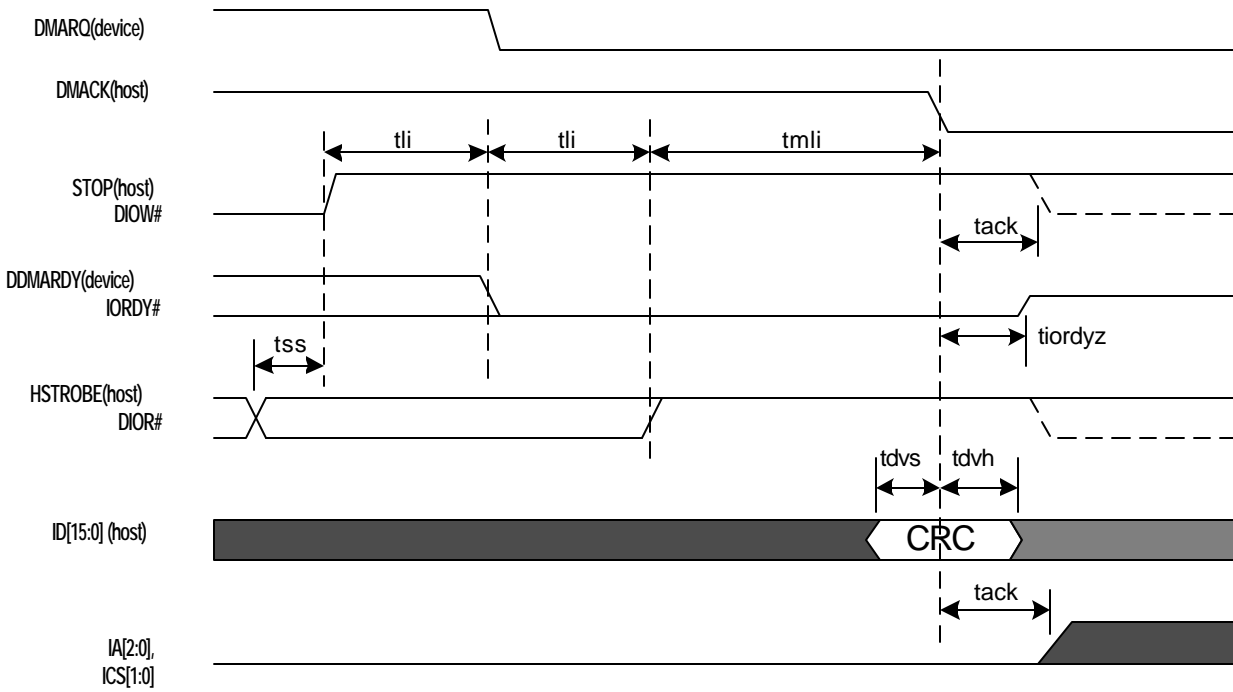 DMARQ(device)
DMACK(host)
tli
tli
tmli
STOP(host)
DIOW#
tack
DDMARDY(device)
IORDY#
tiordyz
tss
HSTROBE(host)
DIOR#
tdvs
tdvh
ID[15:0] (host)
CRC
tack
IA[2:0],
ICS[1:0]